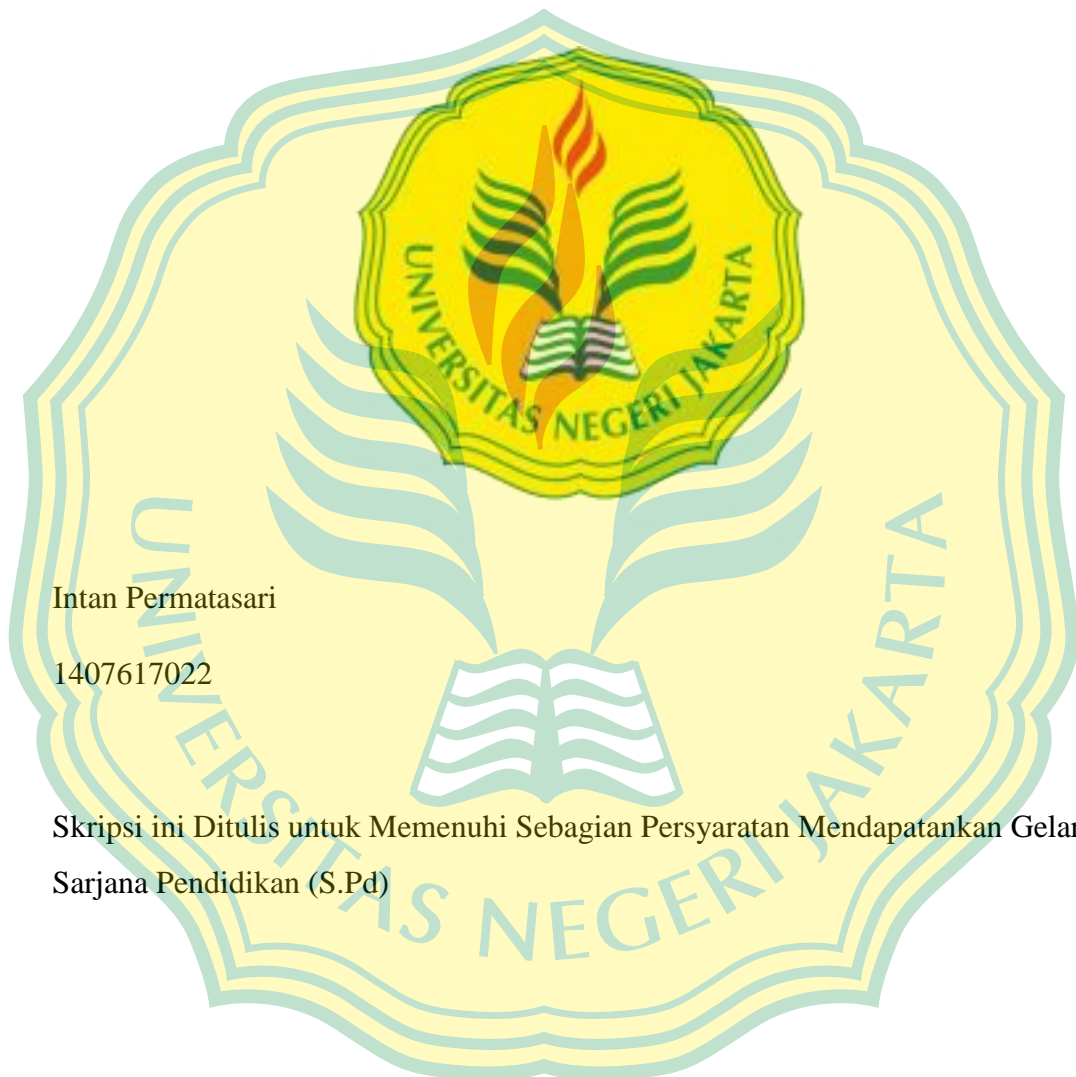 UNIVERSITAS NEGERI JAKARTA
Intan Permatasari
1407617022
Skripsi ini Ditulis untuk Memenuhi Sebagian Persyaratan Mendapatankan Gelar
Sarjana Pendidikan (S.Pd)
UNIVERSITAS NEGERI JAKARTA